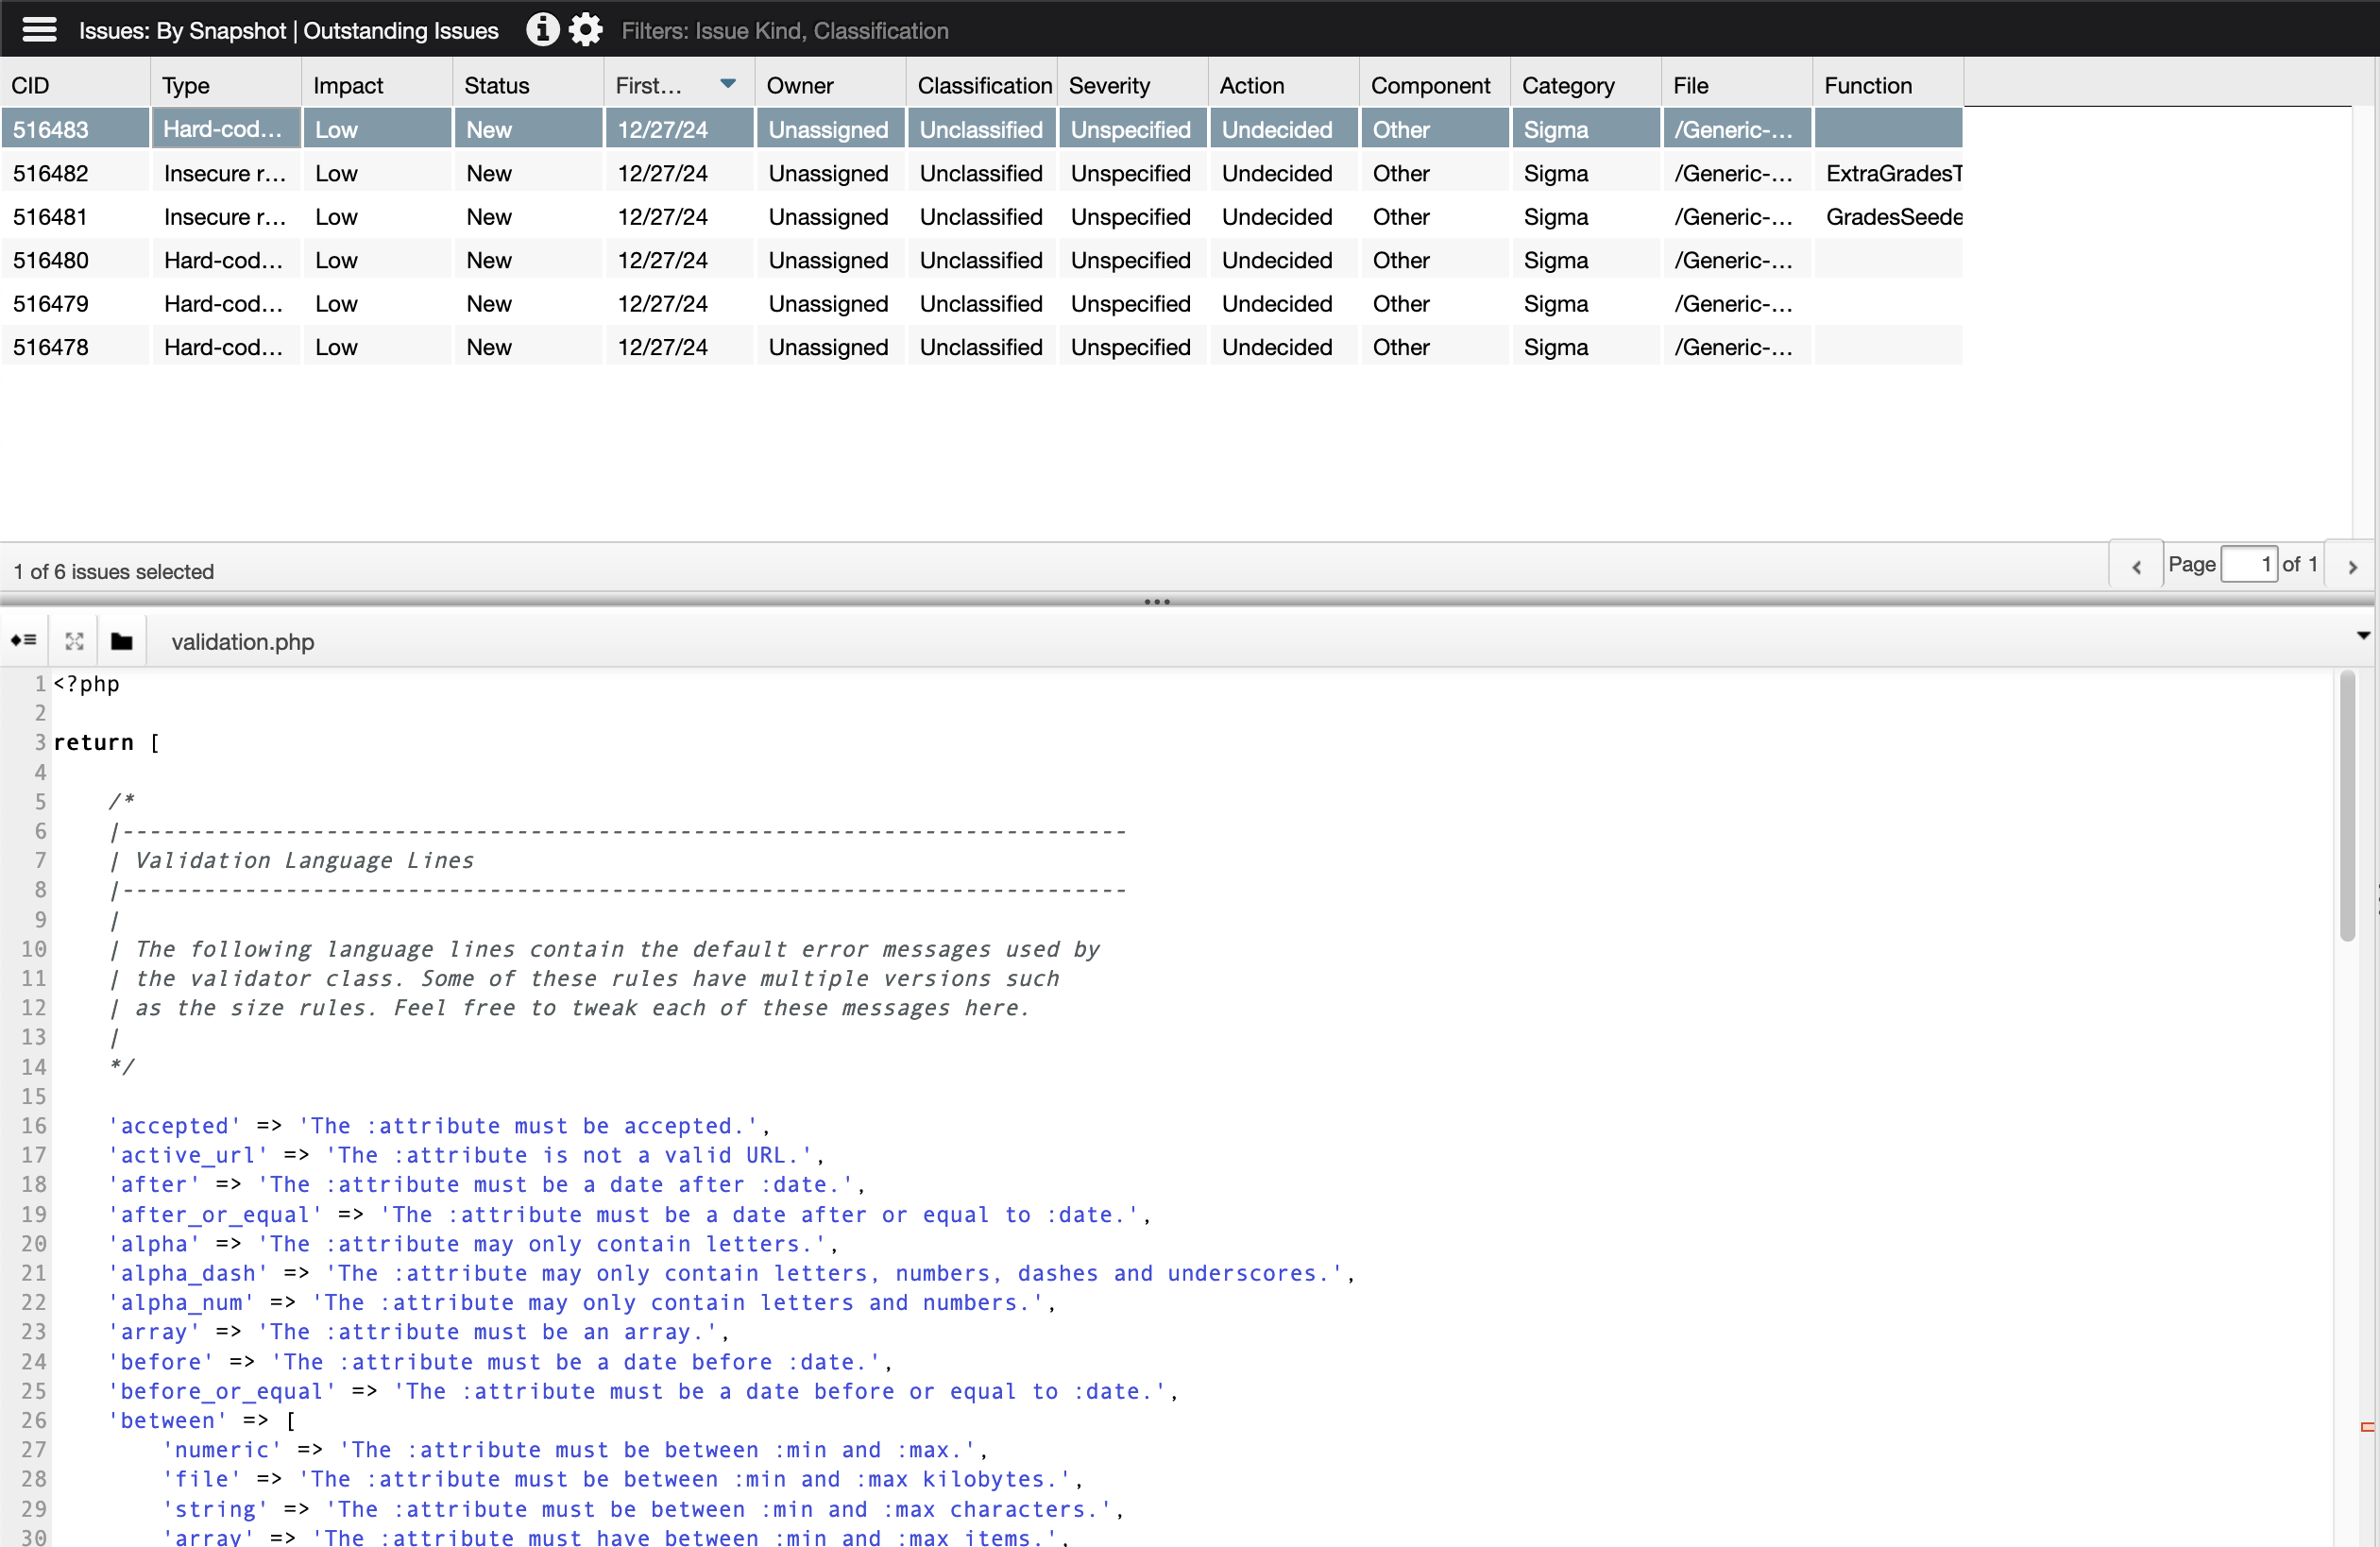 Issues: By Snapshot | Outstanding Issues Filters: Issue Kind, Classification
CID Type Impact Status First... Owner Classification Severity Action Component Category File Function
516483 Hard-cod... Low New 12/27/24 Unassigned Unclassified Unspecified Undecided Other Sigma /Generic-...
516482 Insecure r... Low New 12/27/24 Unassigned Unclassified Unspecified Undecided Other Sigma /Generic-... ExtraGradesT
516481 Insecure r... Low New 12/27/24 Unassigned Unclassified Unspecified Undecided Other Sigma /Generic-... GradesSeede
516480 Hard-cod... Low New 12/27/24 Unassigned Unclassified Unspecified Undecided Other Sigma /Generic-...
516479 Hard-cod... Low New 12/27/24 Unassigned Unclassified Unspecified Undecided Other Sigma /Generic-...
516478 Hard-cod... Low New 12/27/24 Unassigned Unclassified Unspecified Undecided Other Sigma /Generic-...
1 of 6 issues selected Page 1 of 1
validation.php
1 <?php
2
3 return [
4
5 /*
6 |--------------------------------------------------------------------------
7 | Validation Language Lines
8 |--------------------------------------------------------------------------
9 |
10 | The following language lines contain the default error messages used by
11 | the validator class. Some of these rules have multiple versions such
12 | as the size rules. Feel free to tweak each of these messages here.
13 |
14 */
15
16 'accepted' => 'The :attribute must be accepted.',
17 'active_url' => 'The :attribute is not a valid URL.',
18 'after' => 'The :attribute must be a date after :date.',
19 'after_or_equal' => 'The :attribute must be a date after or equal to :date.',
20 'alpha' => 'The :attribute may only contain letters.',
21 'alpha_dash' => 'The :attribute may only contain letters, numbers, dashes and underscores.',
22 'alpha_num' => 'The :attribute may only contain letters and numbers.',
23 'array' => 'The :attribute must be an array.',
24 'before' => 'The :attribute must be a date before :date.',
25 'before_or_equal' => 'The :attribute must be a date before or equal to :date.',
26 'between' => [
27 'numeric' => 'The :attribute must be between :min and :max.',
28 'file' => 'The :attribute must be between :min and :max kilobytes.',
29 'string' => 'The :attribute must be between :min and :max characters.',
30 'array' => 'The :attribute must have between :min and :max items.',